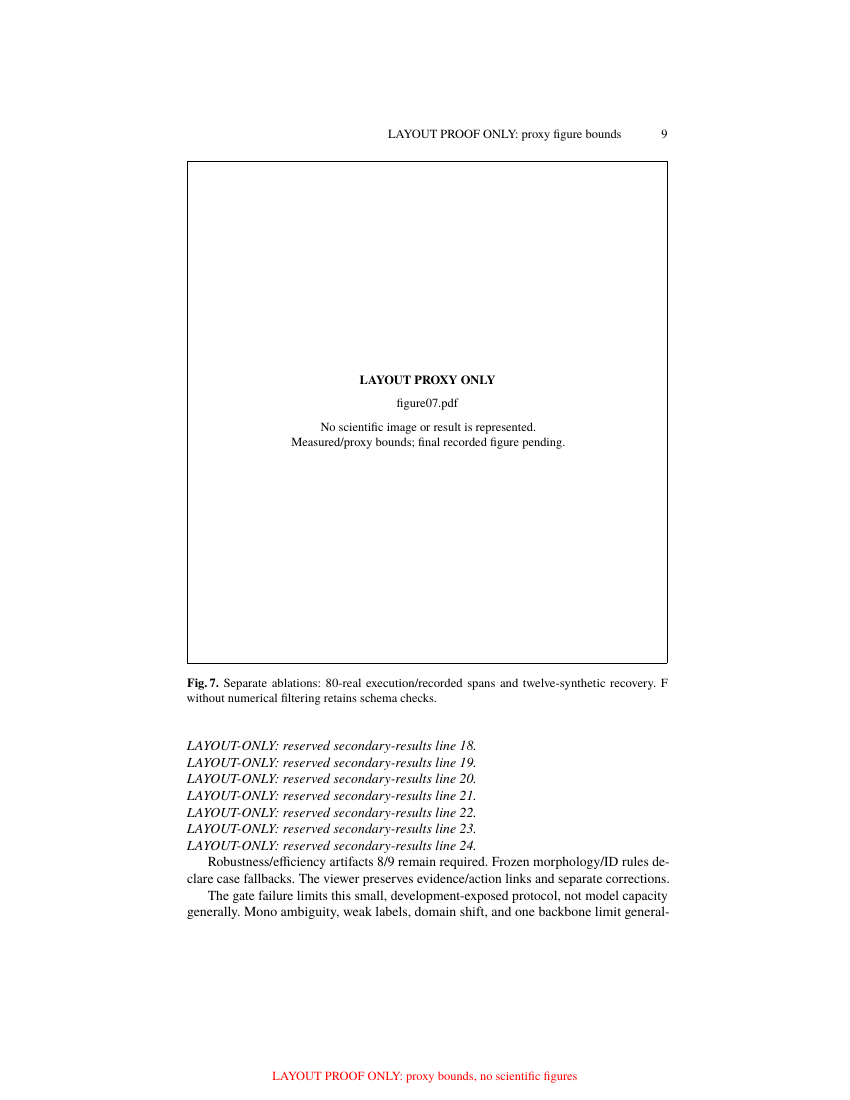 LAYOUT PROOF ONLY: proxy figure bounds 9
LAYOUT PROXY ONLY
figure07.pdf
No scientific image or result is represented.
Measured/proxy bounds; final recorded figure pending.
Fig. 7. Separate ablations: 80-real execution/recorded spans and twelve-synthetic recovery. F
without numerical filtering retains schema checks.
LAYOUT-ONLY: reserved secondary-results line 18.
LAYOUT-ONLY: reserved secondary-results line 19.
LAYOUT-ONLY: reserved secondary-results line 20.
LAYOUT-ONLY: reserved secondary-results line 21.
LAYOUT-ONLY: reserved secondary-results line 22.
LAYOUT-ONLY: reserved secondary-results line 23.
LAYOUT-ONLY: reserved secondary-results line 24.
Robustness/efficiency artifacts 8/9 remain required. Frozen morphology/ID rules de-
clare case fallbacks. The viewer preserves evidence/action links and separate corrections.
The gate failure limits this small, development-exposed protocol, not model capacity
generally. Mono ambiguity, weak labels, domain shift, and one backbone limit general-
LAYOUT PROOF ONLY: proxy bounds, no scientific figures